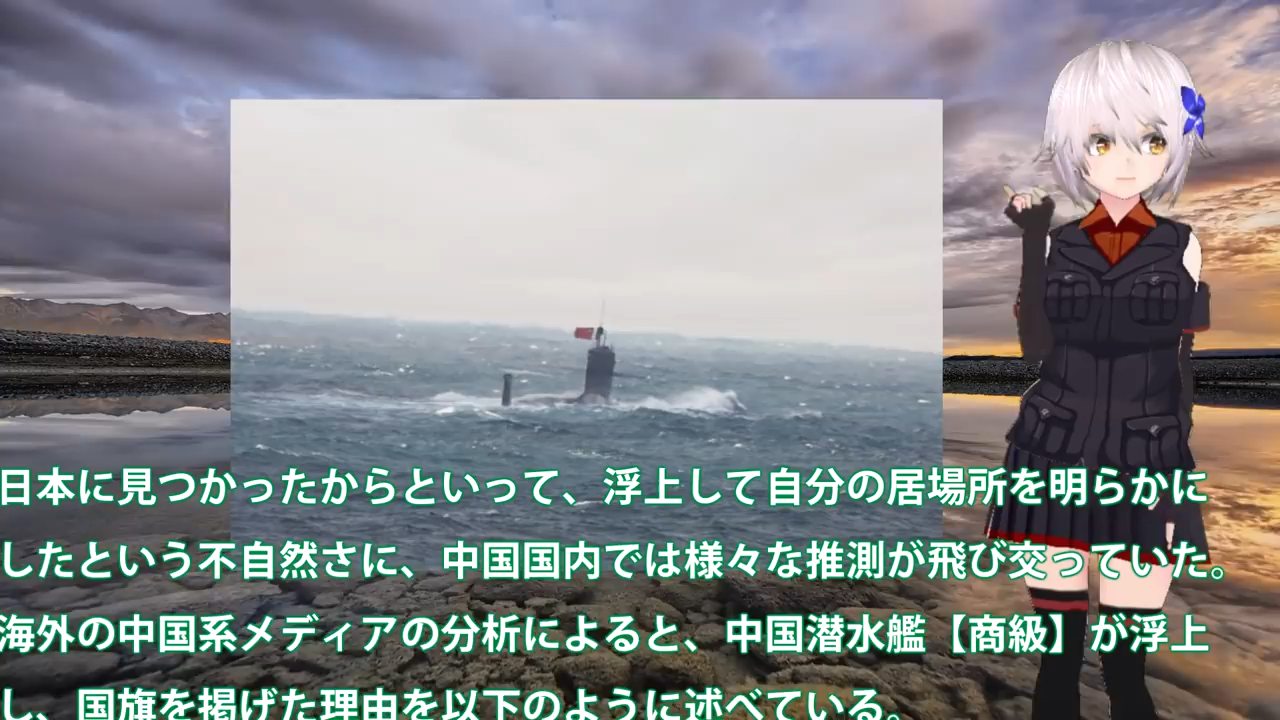 日本に見つかったからといって、浮上して自分の居場所を明らかに
したという不自然さに、中国国内では様々な推測が飛び交っていた。
海外の中国系メディアの分析によると、中国潜水艦【商級】が浮上
し、国旗を掲げた理由を以下のように述べている。